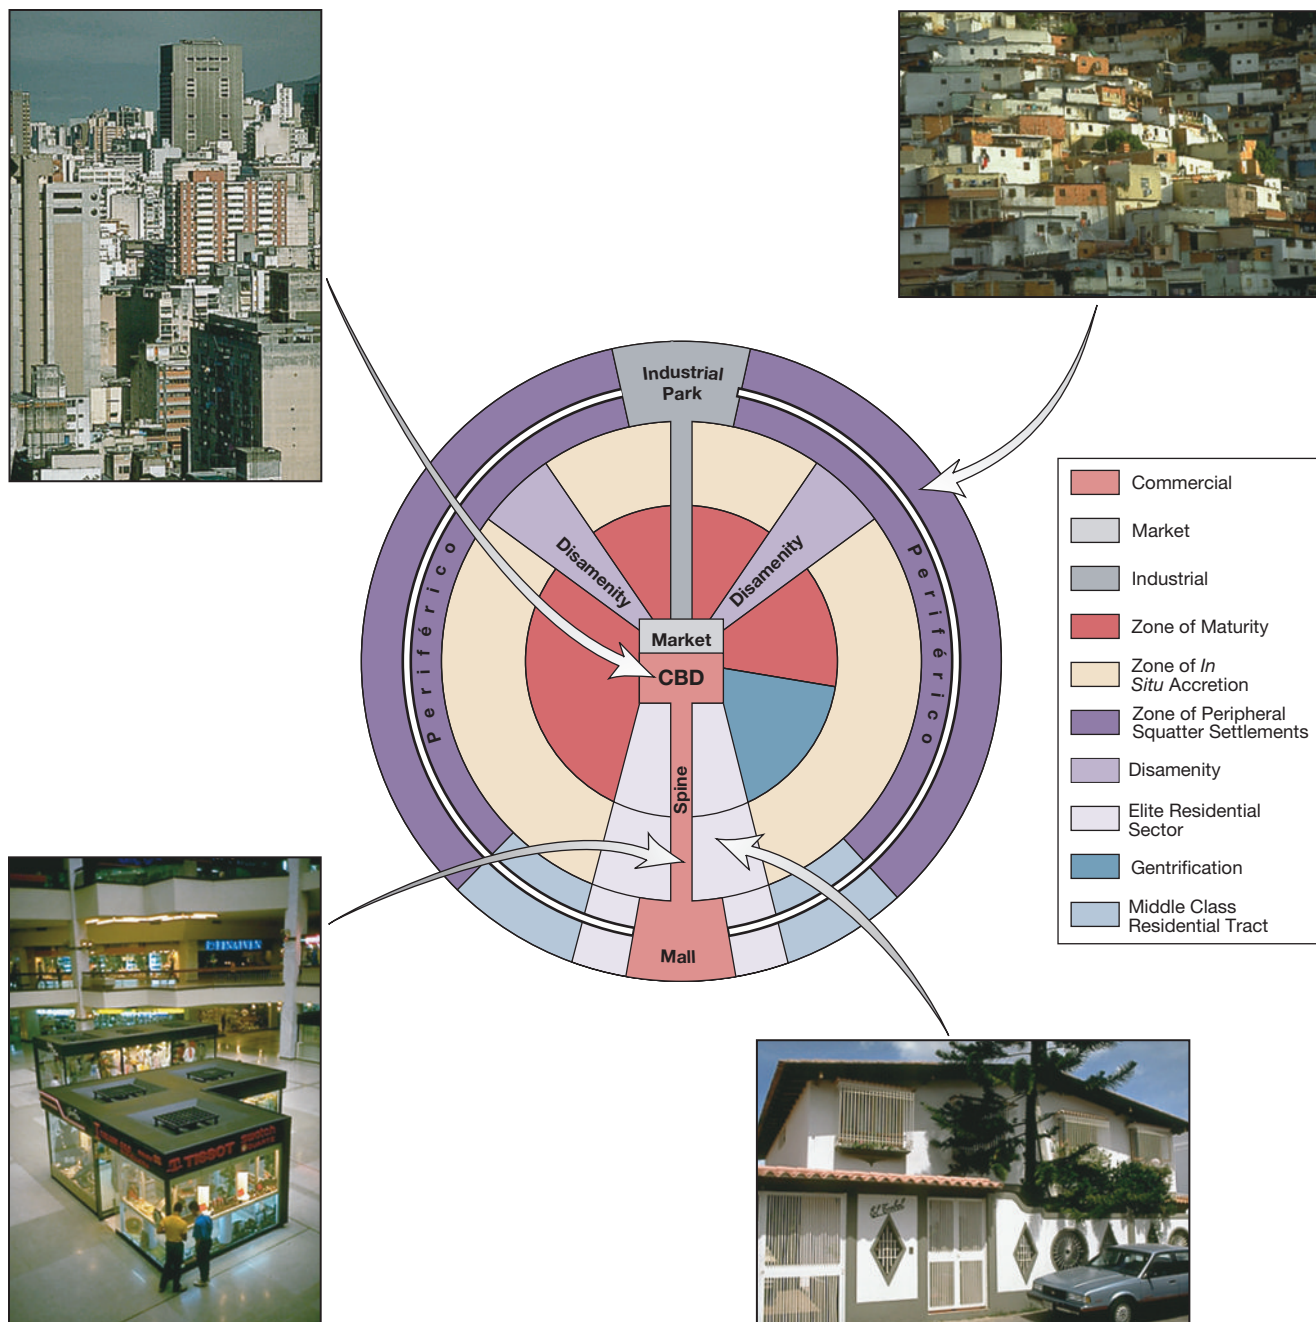 Industrial
Park
Disamenity
Disamenity
Periférico
Periférico
Market
CBD
Spine
Mall
Commercial
Market
Industrial
Zone of Maturity
Zone of In
Situ Accretion
Zone of Peripheral
Squatter Settlements
Disamenity
Elite Residential
Sector
Gentrification
Middle Class
Residential Tract
TISSOT
swatch
QUARTZ